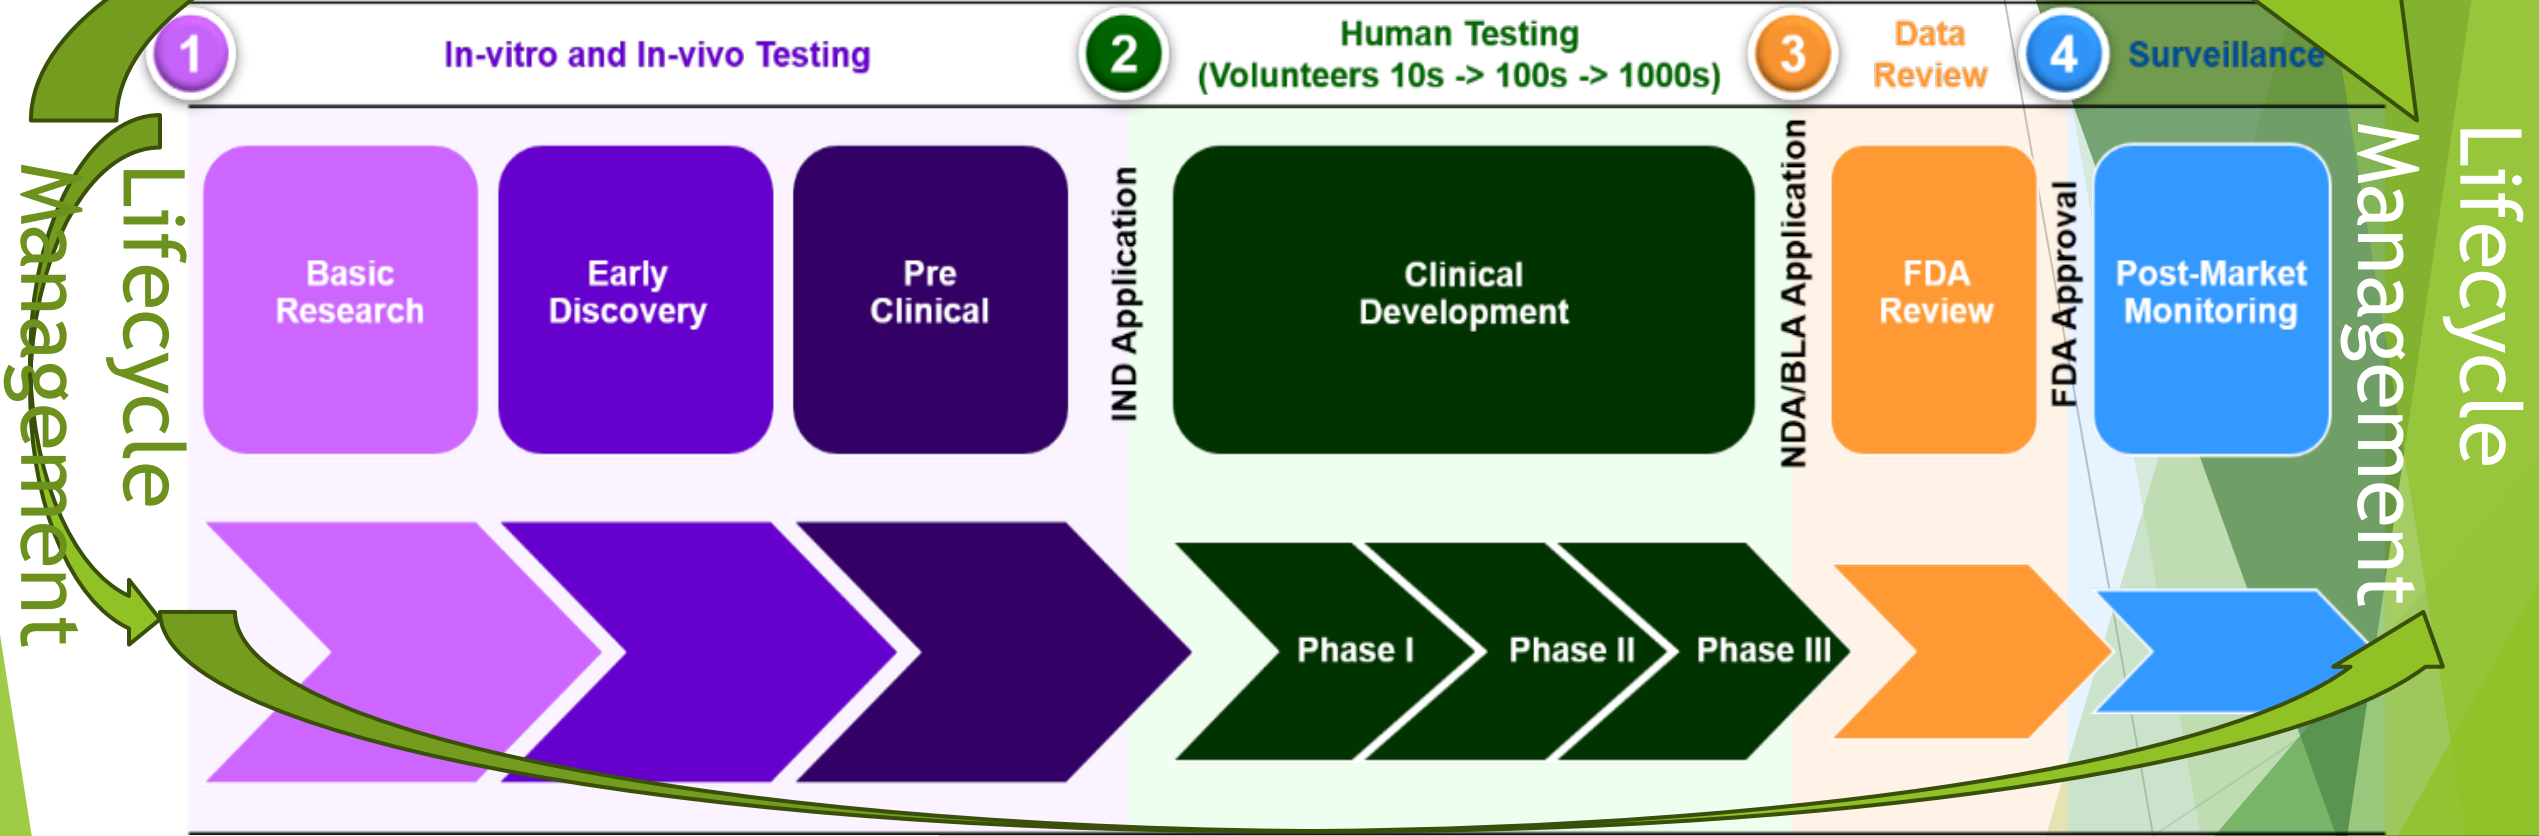 1
In-vitro and In-vivo Testing
2
Human Testing
(Volunteers 10s -> 100s -> 1000s)
3
Data
Review
4
Surveillance
Lifecycle
Management
Basic
Research
Early
Discovery
Pre
Clinical
IND Application
Clinical
Development
NDA/BLA Application
FDA
Review
FDA Approval
Post-Market
Monitoring
Lifecycle
Management
Phase I
Phase II
Phase III